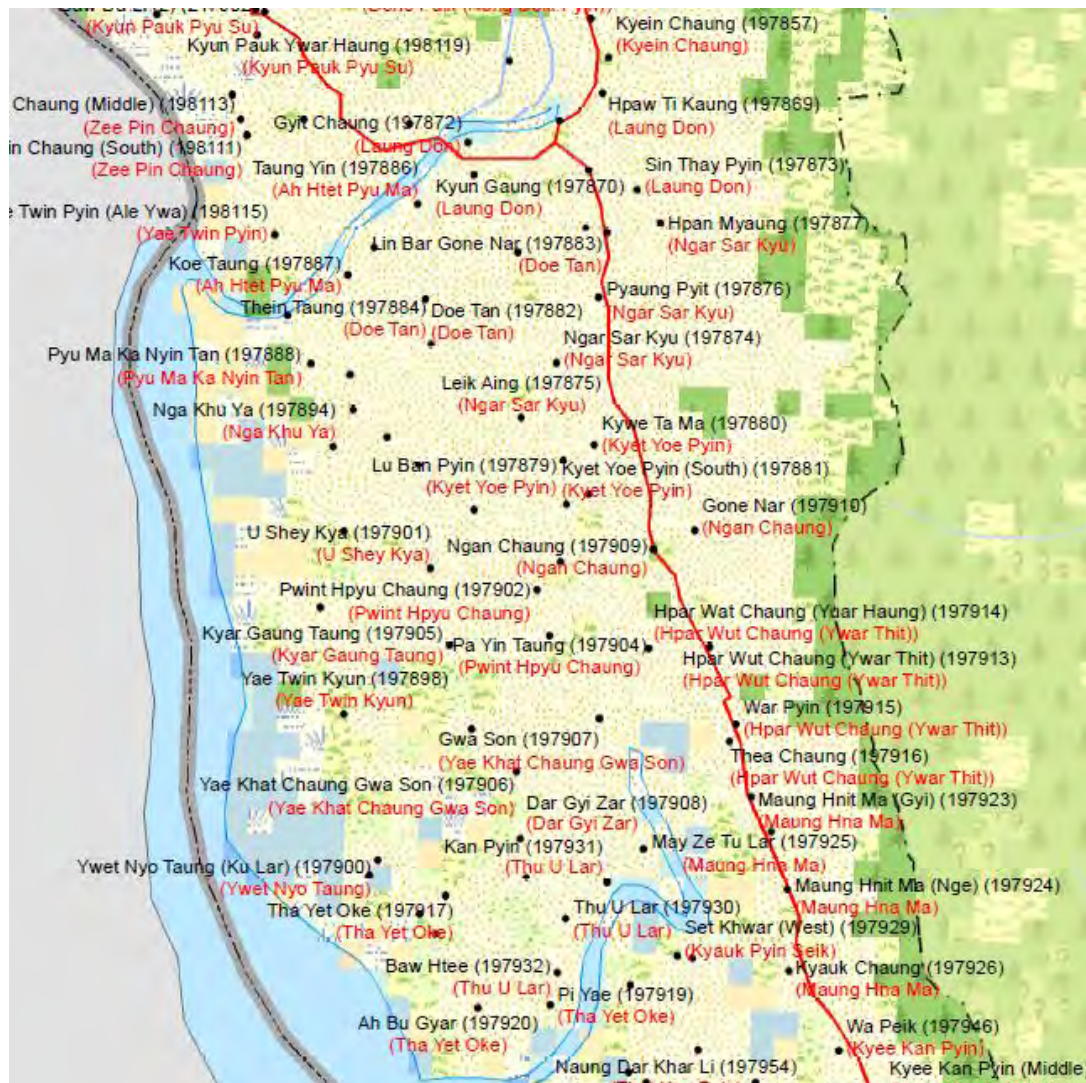 (Kyun Pauk Pyu Su)
Kyein Chaung (197857)
(Kyein Chaung)
Kyun Pauk Ywar Haung (198119)
(Kyun Pauk Pyu Su)
Chaung (Middle) (198113)
(Zee Pin Chaung)
Hpaw Ti Kaung (197869)
(Laung Don)
Gyit Chaung (197872)
(Laung Don)
in Chaung (South) (198111)
(Zee Pin Chaung)
Taung Yin (197886)
(Ah Htet Pyu Ma)
Sin Thay Pyin (197873)
(Laung Don)
Kyun Gaung (197870)
(Laung Don)
e Twin Pyin (Ale Ywa) (198115)
(Yae Twin Pyin)
Hpan Myaung (197877)
(Ngar Sar Kyu)
Lin Bar Gone Nar (197883)
(Doe Tan)
Koe Taung (197887)
(Ah Htet Pyu Ma)
Pyaung Pyit (197876)
(Ngar Sar Kyu)
Thein Taung (197884)
(Doe Tan)
Doe Tan (197882)
(Doe Tan)
Ngar Sar Kyu (197874)
(Ngar Sar Kyu)
Pyu Ma Ka Nyin Tan (197888)
(Pyu Ma Ka Nyin Tan)
Leik Aing (197875)
(Ngar Sar Kyu)
Nga Khu Ya (197894)
(Nga Khu Ya)
Kywe Ta Ma (197880)
(Kyet Yoe Pyin)
Lu Ban Pyin (197879)
(Kyet Yoe Pyin)
Kyet Yoe Pyin (South) (197881)
(Kyet Yoe Pyin)
Gone Nar (197910)
(Ngan Chaung)
U Shey Kya (197901)
(U Shey Kya)
Ngan Chaung (197909)
(Ngan Chaung)
Pwint Hpyu Chaung (197902)
(Pwint Hpyu Chaung)
Hpar Wat Chaung (Yuar Haung) (197914)
(Hpar Wut Chaung (Ywar Thit))
Kyar Gaung Taung (197905)
(Kyar Gaung Taung)
Pa Yin Taung (197904)
(Pwint Hpyu Chaung)
Hpar Wut Chaung (Ywar Thit) (197913)
(Hpar Wut Chaung (Ywar Thit))
Yae Twin Kyun (197898)
(Yae Twin Kyun)
War Pyin (197915)
(Hpar Wut Chaung (Ywar Thit))
Gwa Son (197907)
(Yae Khat Chaung Gwa Son)
Thea Chaung (197916)
(Hpar Wut Chaung (Ywar Thit))
Yae Khat Chaung Gwa Son (197906)
(Yae Khat Chaung Gwa Son)
Dar Gyi Zar (197908)
(Dar Gyi Zar)
Maung Hnit Ma (Gyi) (197923)
(Maung Hna Ma)
Kan Pyin (197931)
(Thu U Lar)
May Ze Tu Lar (197925)
(Maung Hna Ma)
Ywet Nyo Taung (Ku Lar) (197900)
(Ywet Nyo Taung)
Maung Hnit Ma (Nge) (197924)
(Maung Hna Ma)
Tha Yet Oke (197917)
(Tha Yet Oke)
Thu U Lar (197930)
(Thu U Lar)
Set Khwar (West) (197929)
(Kyauk Pyin Seik)
Baw Htee (197932)
(Thu U Lar)
Kyauk Chaung (197926)
(Maung Hna Ma)
Pi Yae (197919)
(Tha Yet Oke)
Ah Bu Gyar (197920)
(Tha Yet Oke)
Wa Peik (197946)
(Kyee Kan Pyin)
Naung Dar Khar Li (197954)
Kyee Kan Pyin (Middle